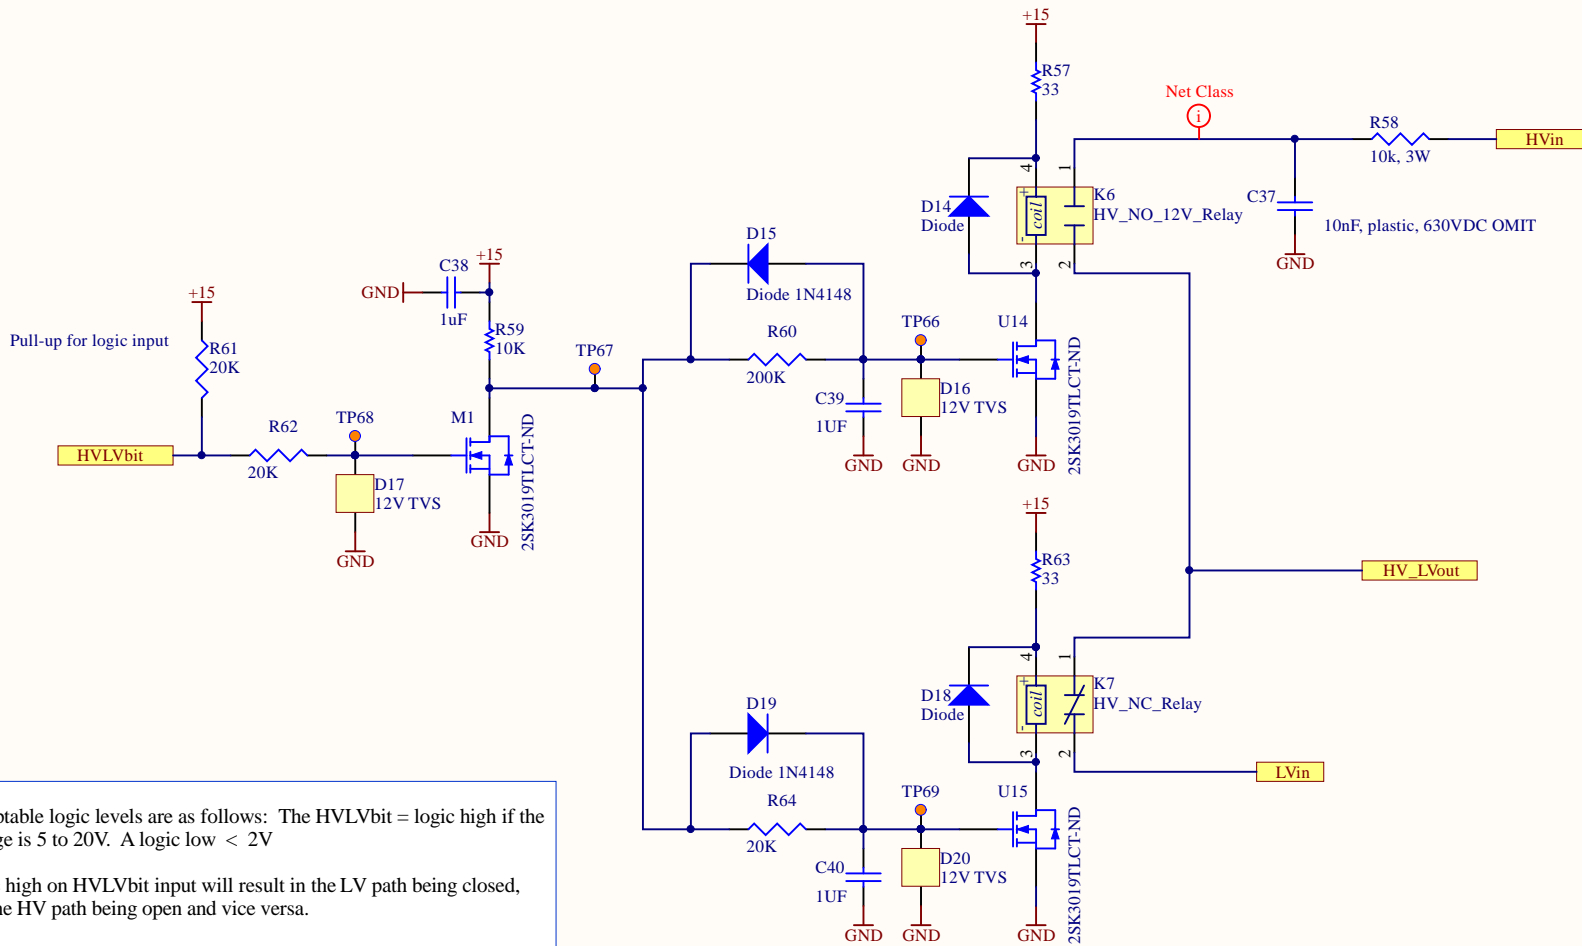 +15
R57
33
Net Class
i
R58
10k, 3W
HVin
4
1
K6
HV_NO_12V_Relay
+
coil
-
D14
Diode
C37
10nF, plastic, 630VDC OMIT
GND
3
2
D15
Diode 1N4148
C38
+15
GND
1uF
R59
10K
+15
Pull-up for logic input
R61
20K
TP67
R60
200K
TP66
U14
2SK3019TLCT-ND
D16
12V TVS
C39
1UF
GND
GND
GND
M1
2SK3019TLCT-ND
TP68
R62
20K
HVLVbit
D17
12V TVS
GND
GND
+15
R63
33
HV_LVout
4
1
K7
HV_NC_Relay
+
coil
-
D18
Diode
3
2
LVin
D19
Diode 1N4148
R64
20K
TP69
U15
2SK3019TLCT-ND
D20
12V TVS
C40
1UF
GND
GND
GND
ptable logic levels are as follows: The HVLVbit = logic high if the
ge is 5 to 20V. A logic low < 2V
high on HVLVbit input will result in the LV path being closed,
he HV path being open and vice versa.